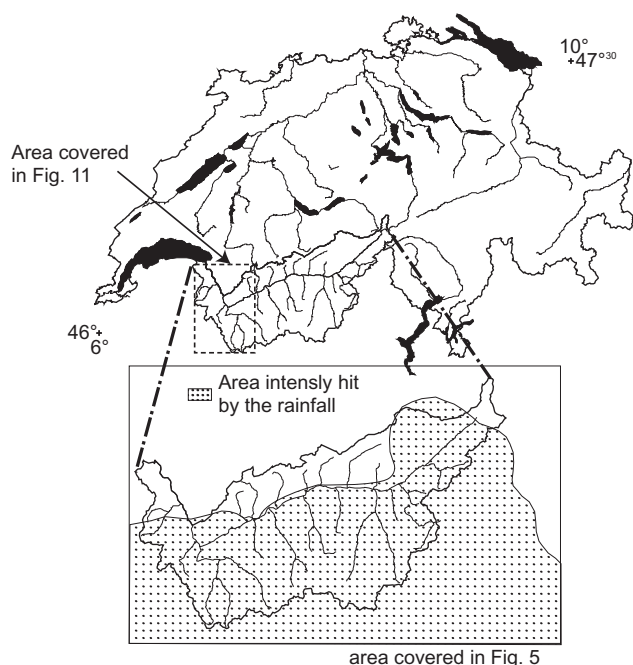 10°
+47°³⁰
Area covered
in Fig. 11
46°+
6°
Area intensly hit
by the rainfall
area covered in Fig. 5